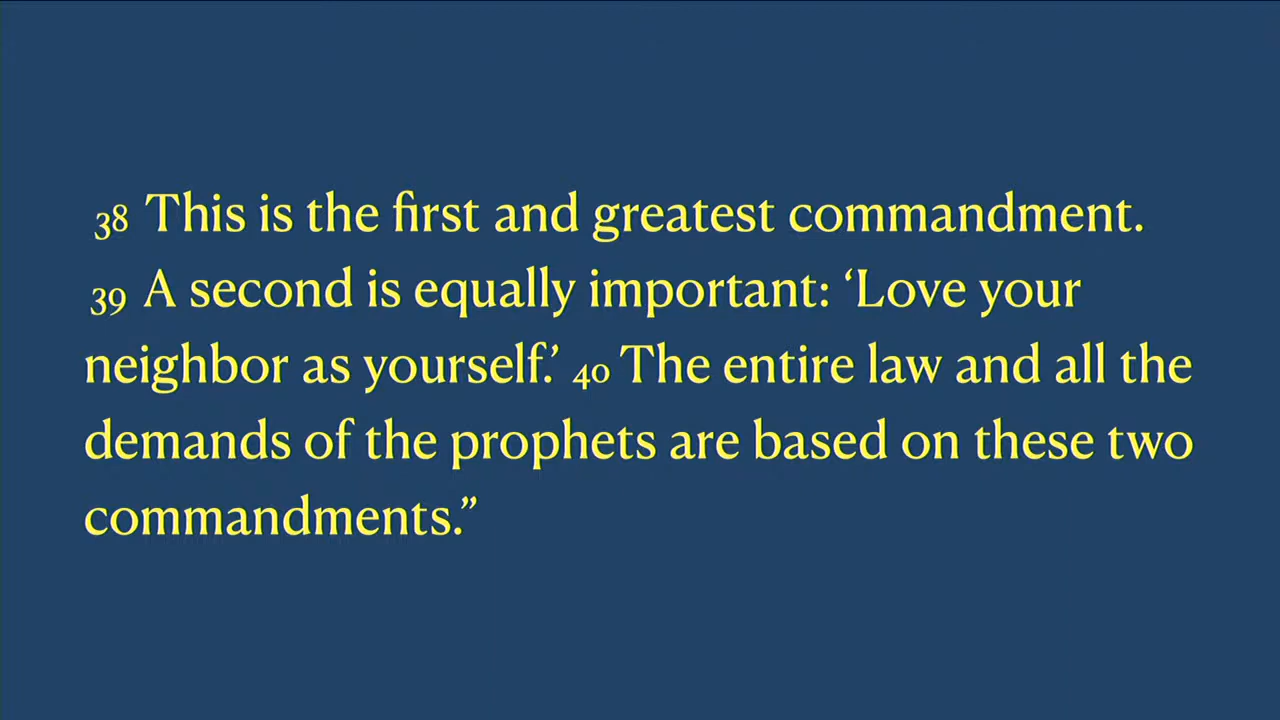 38 This is the first and greatest commandment.
39 A second is equally important: ‘Love your
neighbor as yourself.’ 40 The entire law and all the
demands of the prophets are based on these two
commandments.”